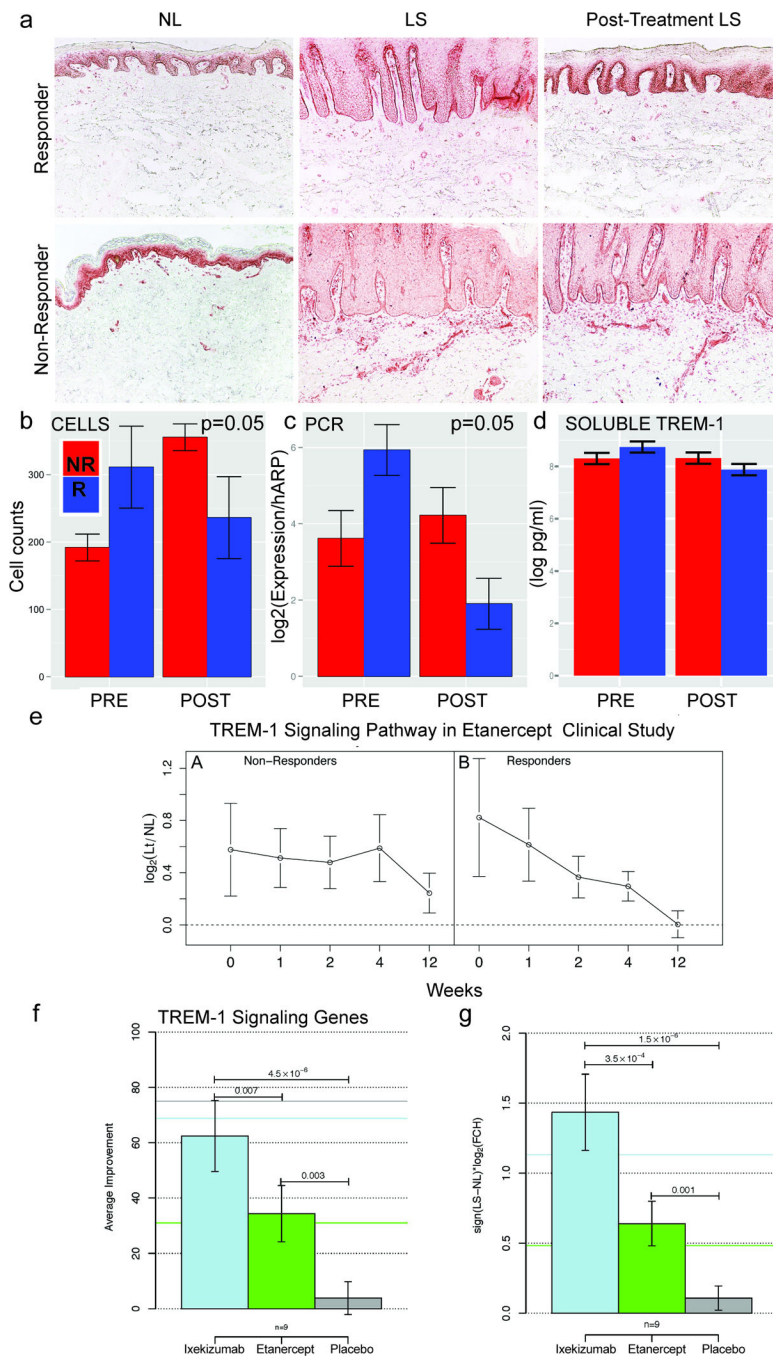 a
NL
LS
Post-Treatment LS
Responder
Non-Responder
b
CELLS
p=0.05
NR
R
Cell counts
300
200
100
0
PRE
POST
c
PCR
p=0.05
log2(Expression/hARP)
6
4
2
0
PRE
POST
d
SOLUBLE TREM-1
(log pg/ml)
8
6
4
2
0
PRE
POST
e
TREM-1 Signaling Pathway in Etanercept Clinical Study
A
Non-Responders
B
Responders
log2(Lt/NL)
1.2
0.8
0.4
0.0
0 1 2 4 12
0 1 2 4 12
Weeks
f
TREM-1 Signaling Genes
Average Improvement
100
80
60
40
20
0
4.5×10⁻⁶
0.007
0.003
n=9
Ixekizumab Etanercept Placebo
g
sign(LS-NL)*log2(FCH)
2.0
1.5
1.0
0.5
0.0
1.5×10⁻⁶
3.5×10⁻⁴
0.001
n=9
Ixekizumab Etanercept Placebo